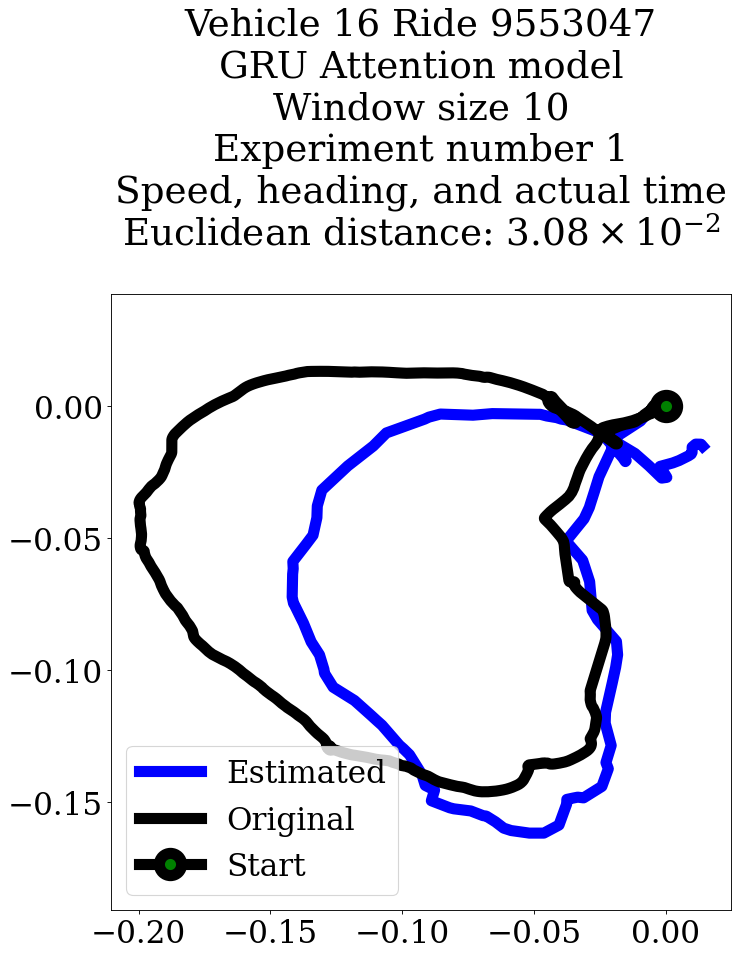 Vehicle 16 Ride 9553047
GRU Attention model
Window size 10
Experiment number 1
Speed, heading, and actual time
Euclidean distance: 3.08 × 10⁻²
0.00
−0.05
−0.10
−0.15
Estimated
Original
Start
−0.20 −0.15 −0.10 −0.05 0.00